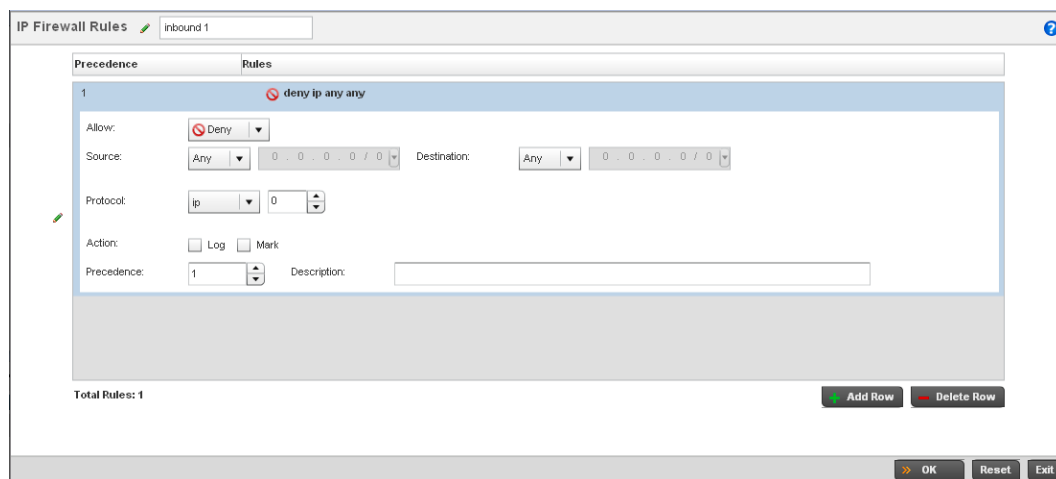 IP Firewall Rules inbound 1
Precedence Rules
1 deny ip any any
Allow: Deny
Source: Any 0 . 0 . 0 . 0 / 0 Destination: Any 0 . 0 . 0 . 0 / 0
Protocol: ip 0
Action: Log Mark
Precedence: 1 Description:
Total Rules: 1 Add Row Delete Row
OK Reset Exit